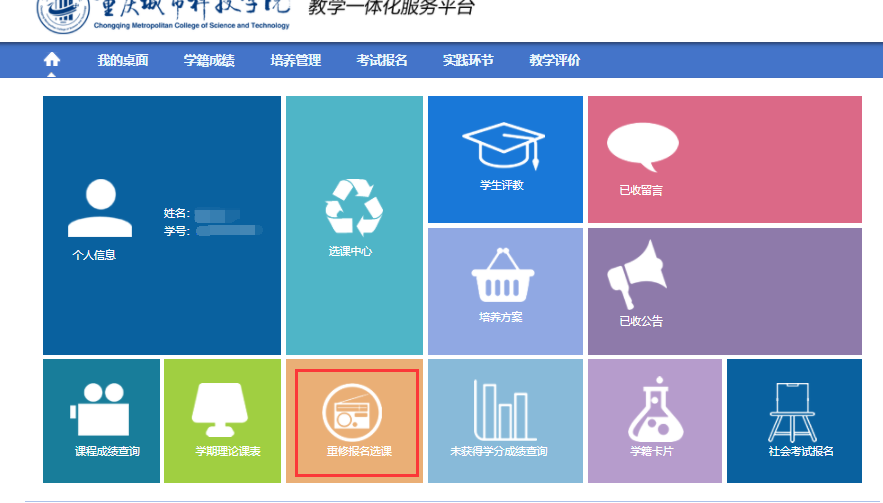 重庆城市科技学院 教学一体化服务平台
Chongqing Metropolitan College of Science and Technology
我的桌面 学籍成绩 培养管理 考试报名 实践环节 教学评价
姓名：
学号：
个人信息
选课中心
学生评教
已收留言
培养方案
已收公告
课程成绩查询
学期理论课表
重修报名选课
未获得学分成绩查询
学籍卡片
社会考试报名